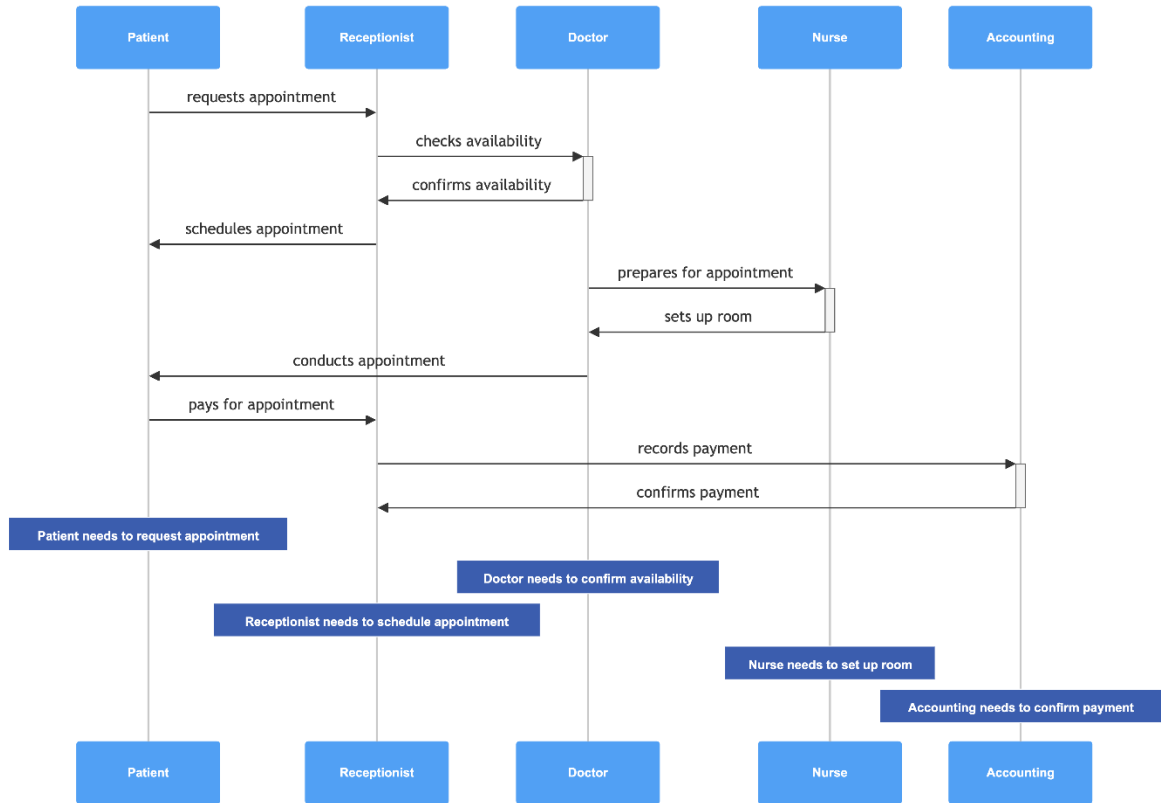 Patient
Receptionist
Doctor
Nurse
Accounting
requests appointment
checks availability
confirms availability
schedules appointment
prepares for appointment
sets up room
conducts appointment
pays for appointment
records payment
confirms payment
Patient needs to request appointment
Doctor needs to confirm availability
Receptionist needs to schedule appointment
Nurse needs to set up room
Accounting needs to confirm payment
Patient
Receptionist
Doctor
Nurse
Accounting